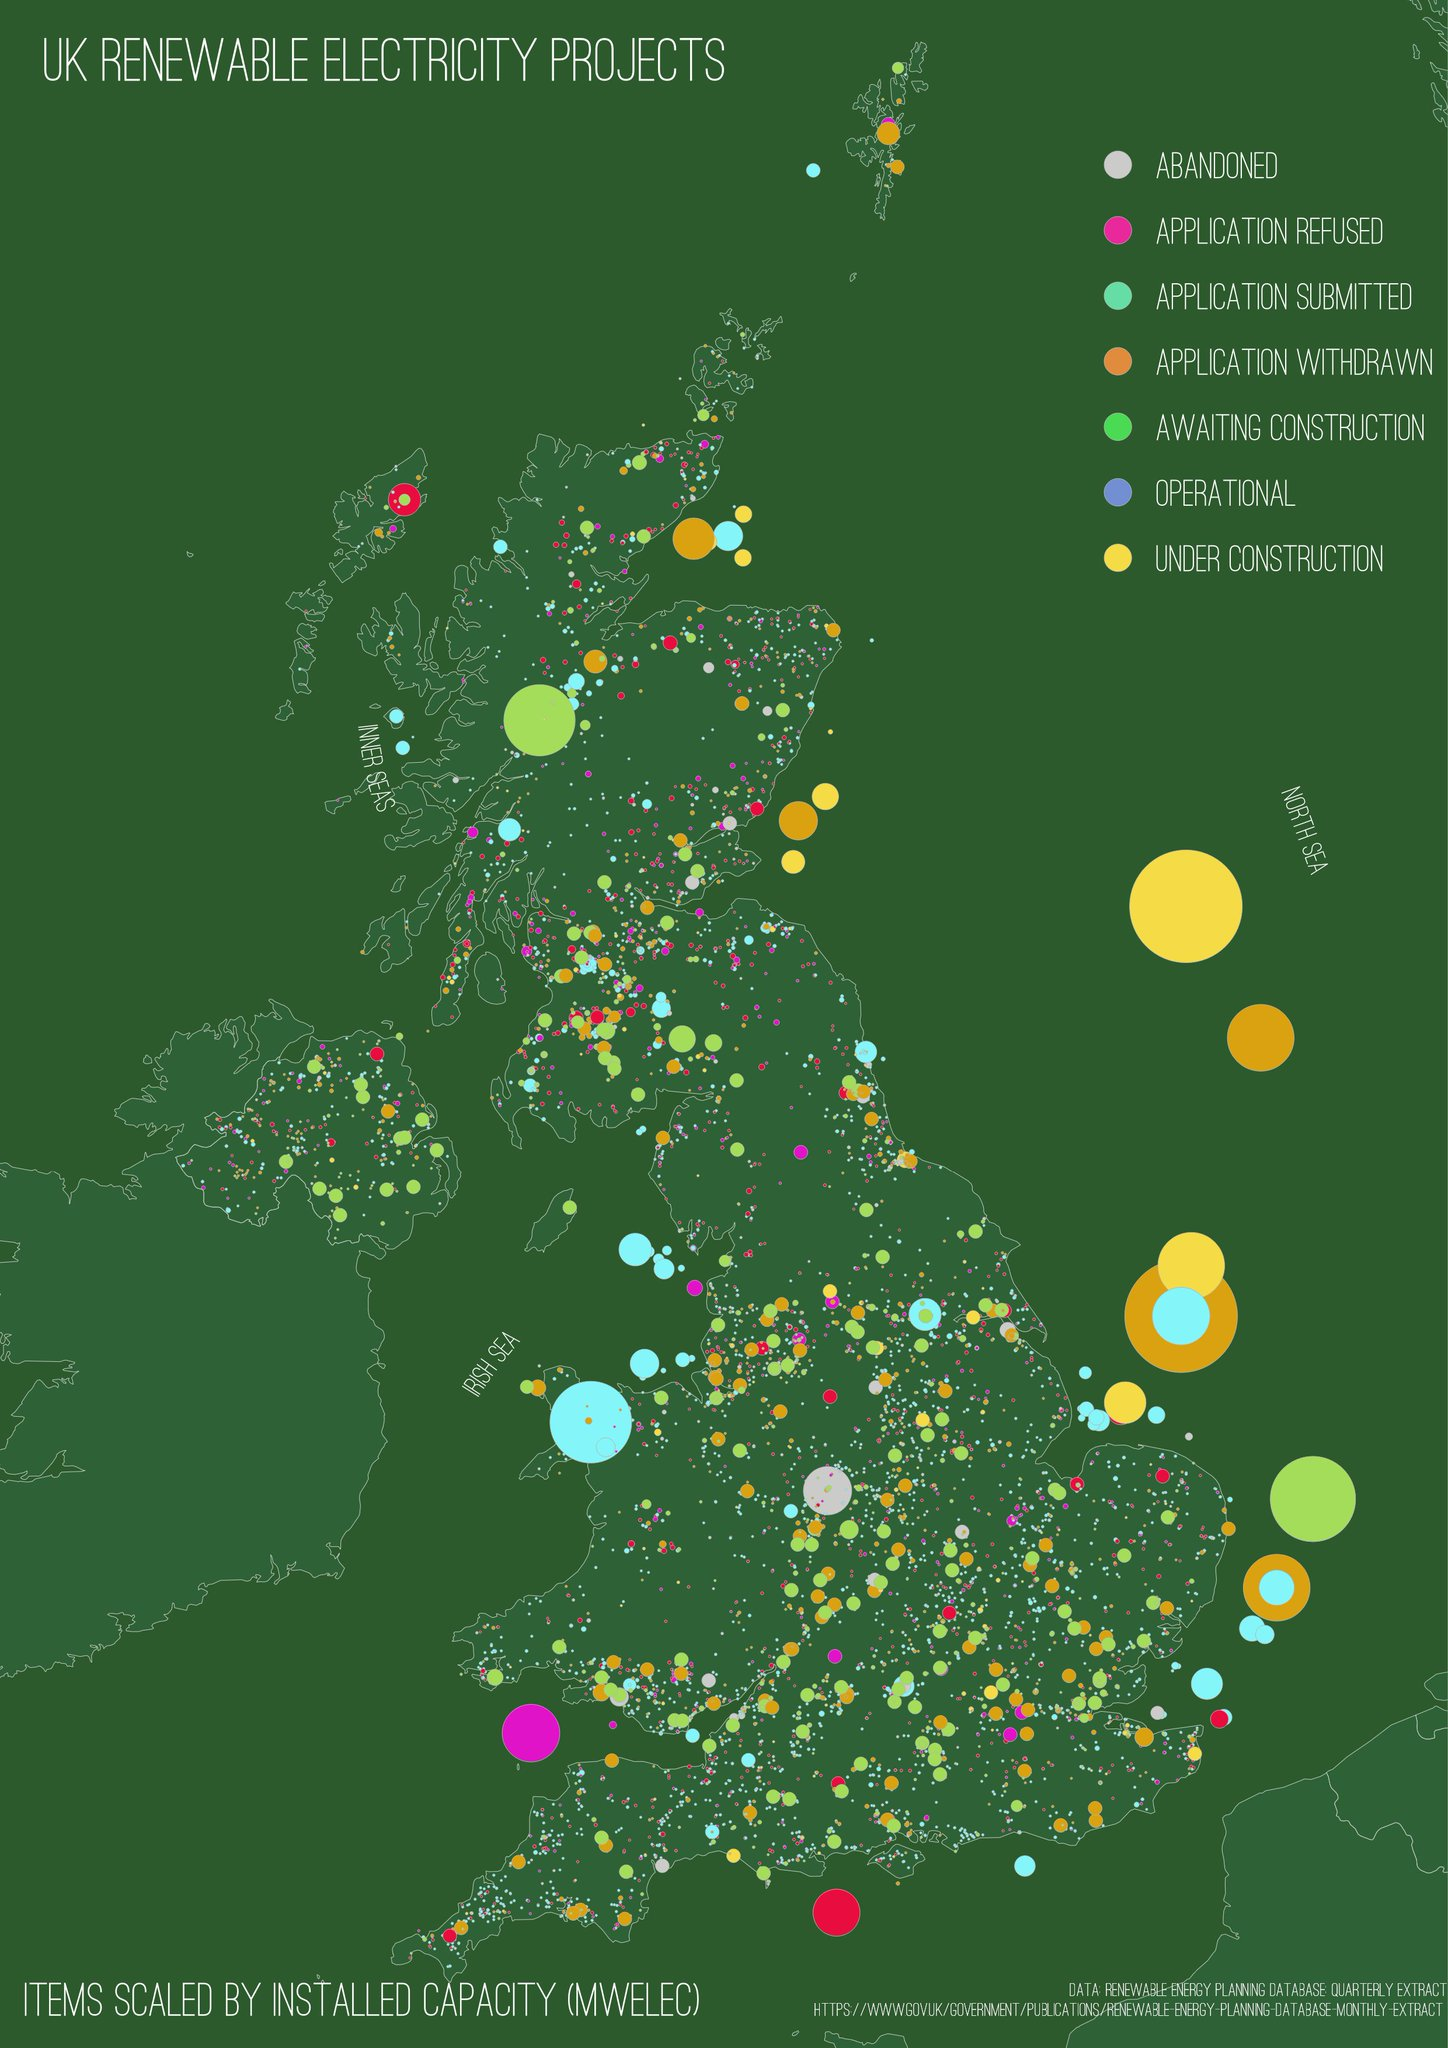 UK RENEWABLE ELECTRICITY PROJECTS
ABANDONED
APPLICATION REFUSED
APPLICATION SUBMITTED
APPLICATION WITHDRAWN
AWAITING CONSTRUCTION
OPERATIONAL
UNDER CONSTRUCTION
INNER SEAS
NORTH SEA
IRISH SEA
ITEMS SCALED BY INSTALLED CAPACITY (MWELEC)
DATA: RENEWABLE ENERGY PLANNING DATABASE: QUARTERLY EXTRACT
HTTPS://WWW.GOV.UK/GOVERNMENT/PUBLICATIONS/RENEWABLE-ENERGY-PLANNING-DATABASE-MONTHLY-EXTRACT